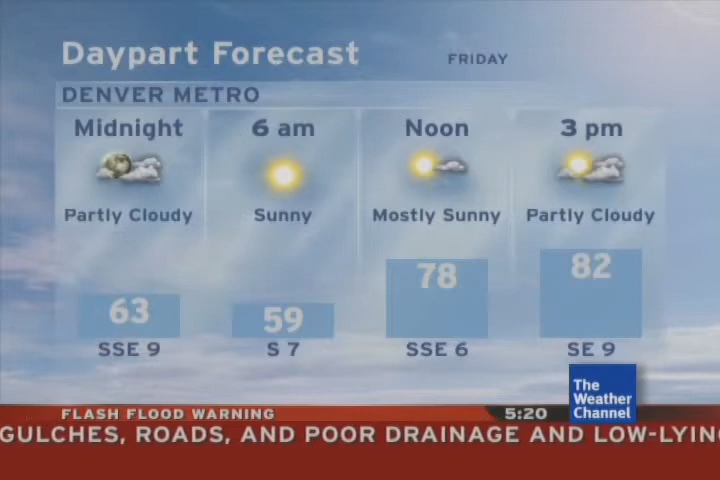 Daypart Forecast FRIDAY
DENVER METRO
Midnight 6 am Noon 3 pm
Partly Cloudy Sunny Mostly Sunny Partly Cloudy
63 59 78 82
SSE 9 S 7 SSE 6 SE 9
The
Weather
Channel
FLASH FLOOD WARNING 5:20
GULCHES, ROADS, AND POOR DRAINAGE AND LOW-LYING